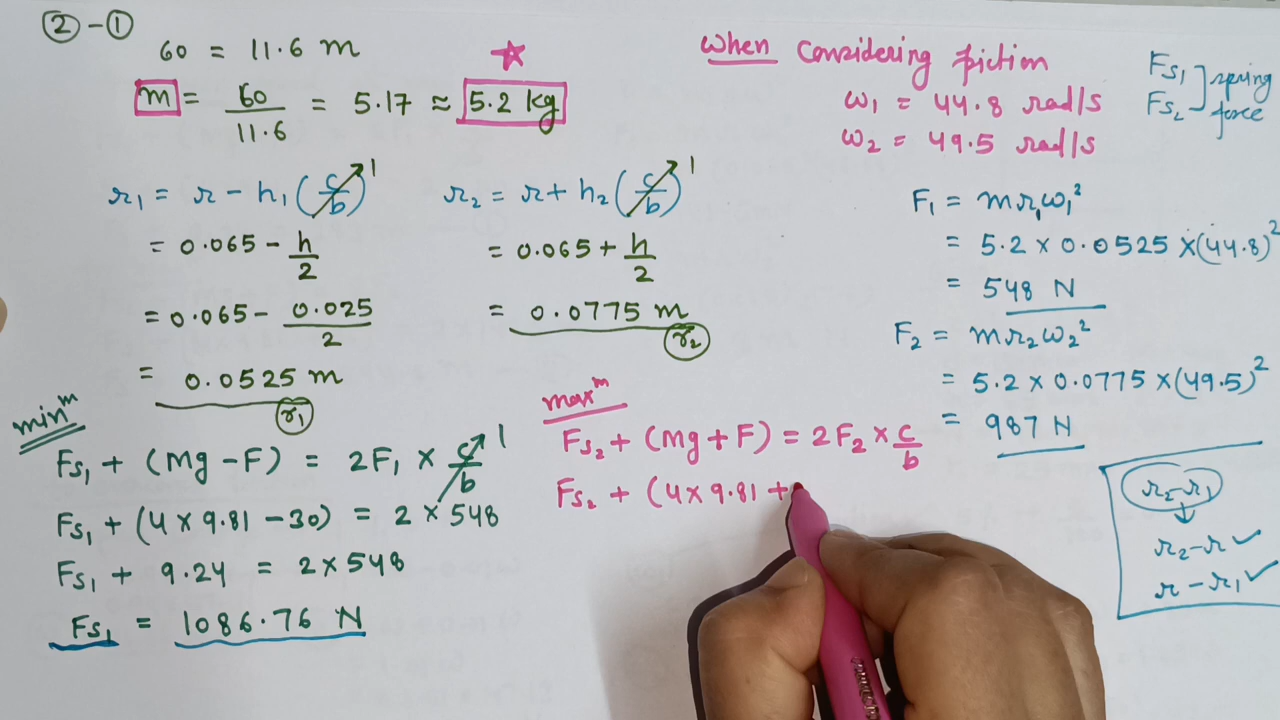 ② - ①
60 = 11.6 m
m = 60/11.6 = 5.17 ≈ 5.2 kg
r₁ = r - h₁ (c/b) 1
= 0.065 - h/2
= 0.065 - 0.025/2
= 0.0525 m
r₁
r₂ = r + h₂ (c/b) 1
= 0.065 + h/2
= 0.0775 m
r₂
When Considering friction
ω₁ = 44.8 rad/s
ω₂ = 49.5 rad/s
Fs₁
Fs₂
] spring
force
F₁ = m r₁ ω₁²
= 5.2 × 0.0525 × (44.8)²
= 548 N
F₂ = m r₂ ω₂²
= 5.2 × 0.0775 × (49.5)²
= 987 N
minᵐ
Fs₁ + (Mg - F) = 2F₁ × c/b 1
Fs₁ + (4 × 9.81 - 30) = 2 × 548
Fs₁ + 9.24 = 2 × 548
Fs₁ = 1086.76 N
maxᵐ
Fs₂ + (Mg + F) = 2F₂ × c/b
Fs₂ + (4 × 9.81 +
r₂ - r₁
r₂ - r ✓
r - r₁ ✓